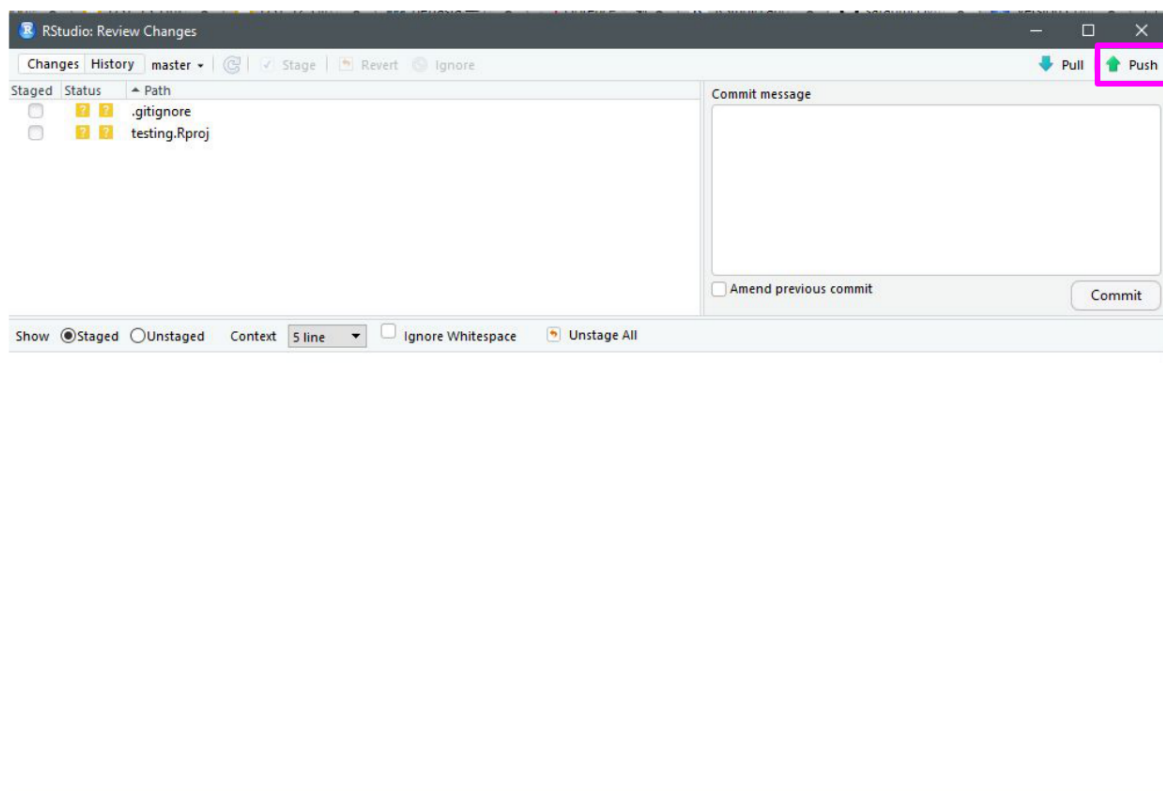 RStudio: Review Changes
Changes History master Stage Revert Ignore Pull Push
Staged Status Path
? ? .gitignore
? ? testing.Rproj
Commit message
Amend previous commit
Commit
Show Staged Unstaged Context 5 line Ignore Whitespace Unstage All